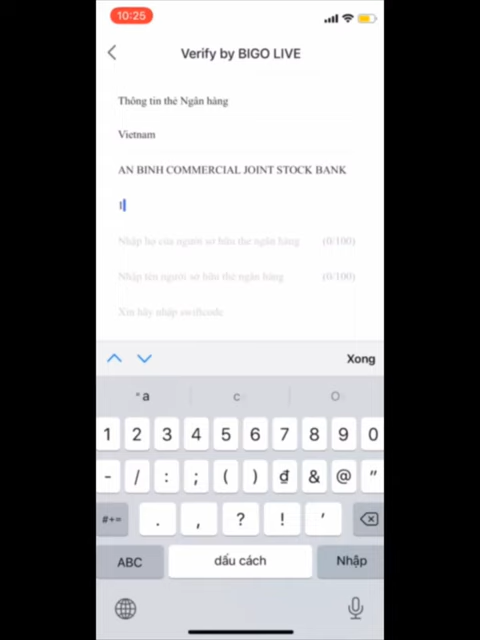 10:25
Verify by BIGO LIVE
Thông tin thẻ Ngân hàng
Vietnam
AN BINH COMMERCIAL JOINT STOCK BANK
1
Nhập họ của người sở hữu thẻ ngân hàng (0/100)
Nhập tên người sở hữu thẻ ngân hàng (0/100)
Xin hãy nhập swiftcode
Xong
“a c O
1 2 3 4 5 6 7 8 9 0
- / : ; ( ) ₫ & @ "
#+= . , ? ! '
ABC dấu cách Nhập